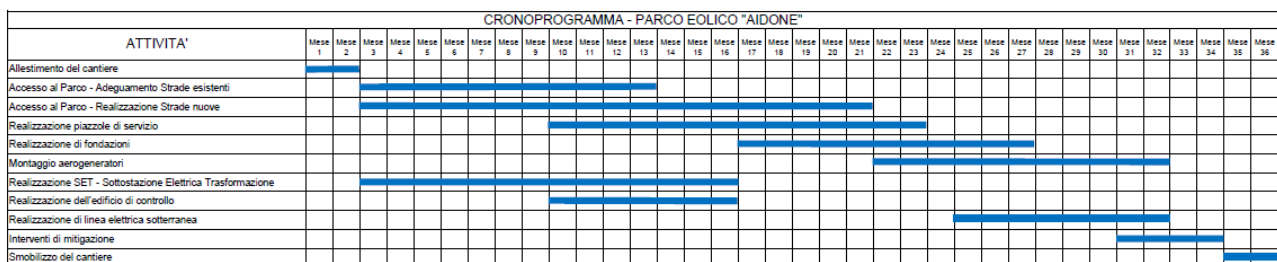 CRONOPROGRAMMA - PARCO EOLICO "AIDONE"
ATTIVITA' Mese 1 Mese 2 Mese 3 Mese 4 Mese 5 Mese 6 Mese 7 Mese 8 Mese 9 Mese 10 Mese 11 Mese 12 Mese 13 Mese 14 Mese 15 Mese 16 Mese 17 Mese 18 Mese 19 Mese 20 Mese 21 Mese 22 Mese 23 Mese 24 Mese 25 Mese 26 Mese 27 Mese 28 Mese 29 Mese 30 Mese 31 Mese 32 Mese 33 Mese 34 Mese 35 Mese 36
Allestimento del cantiere
Accesso al Parco - Adeguamento Strade esistenti
Accesso al Parco - Realizzazione Strade nuove
Realizzazione piazzole di servizio
Realizzazione di fondazioni
Montaggio aerogeneratori
Realizzazione SET - Sottostazione Elettrica Trasformazione
Realizzazione dell'edificio di controllo
Realizzazione di linea elettrica sotterranea
Interventi di mitigazione
Smobilizzo del cantiere